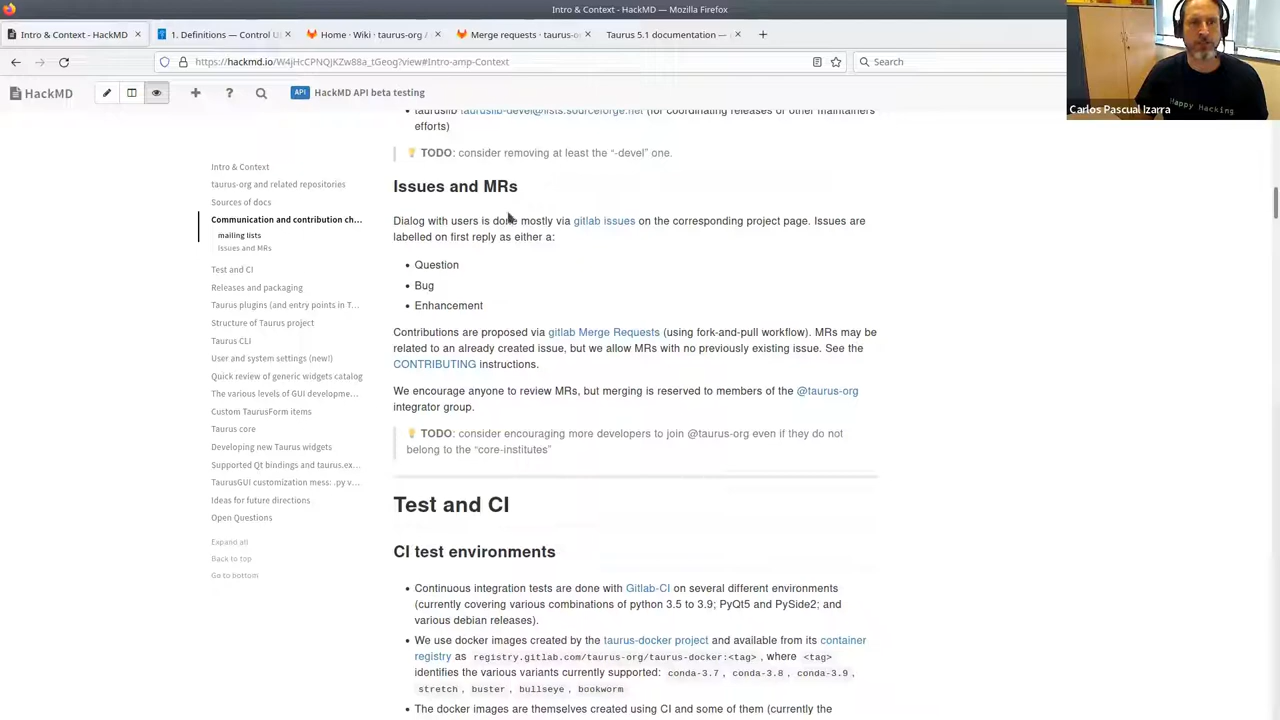 Intro & Context - HackMD — Mozilla Firefox
Intro & Context - HackMD
1. Definitions — Control U
Home · Wiki · taurus-org /
Merge requests · taurus-o
Taurus 5.1 documentation —
https://hackmd.io/W4jHcCPNQJKZw88a_tGeog?view#Intro-amp-Context
Search
HackMD
API
HackMD API beta testing
Carlos Pascual Izarra
Happy Hacking
Intro & Context
taurus-org and related repositories
Sources of docs
Communication and contribution ch...
mailing lists
Issues and MRs
Test and CI
Releases and packaging
Taurus plugins (and entry points in T...
Structure of Taurus project
Taurus CLI
User and system settings (new!)
Quick review of generic widgets catalog
The various levels of GUI developme...
Custom TaurusForm items
Taurus core
Developing new Taurus widgets
Supported Qt bindings and taurus.ex...
TaurusGUI customization mess: .py v...
Ideas for future directions
Open Questions
Expand all
Back to top
Go to bottom
tauruslib tauruslib-devel@lists.sourceforge.net (for coordinating releases or other maintainers
efforts)
TODO: consider removing at least the “-devel” one.
Issues and MRs
Dialog with users is done mostly via gitlab issues on the corresponding project page. Issues are
labelled on first reply as either a:
• Question
• Bug
• Enhancement
Contributions are proposed via gitlab Merge Requests (using fork-and-pull workflow). MRs may be
related to an already created issue, but we allow MRs with no previously existing issue. See the
CONTRIBUTING instructions.
We encourage anyone to review MRs, but merging is reserved to members of the @taurus-org
integrator group.
TODO: consider encouraging more developers to join @taurus-org even if they do not
belong to the “core-institutes”
Test and CI
CI test environments
• Continuous integration tests are done with Gitlab-CI on several different environments
(currently covering various combinations of python 3.5 to 3.9; PyQt5 and PySide2; and
various debian releases).
• We use docker images created by the taurus-docker project and available from its container
registry as registry.gitlab.com/taurus-org/taurus-docker:<tag> , where <tag>
identifies the various variants currently supported: conda-3.7 , conda-3.8 , conda-3.9 ,
stretch , buster , bullseye , bookworm
• The docker images are themselves created using CI and some of them (currently the